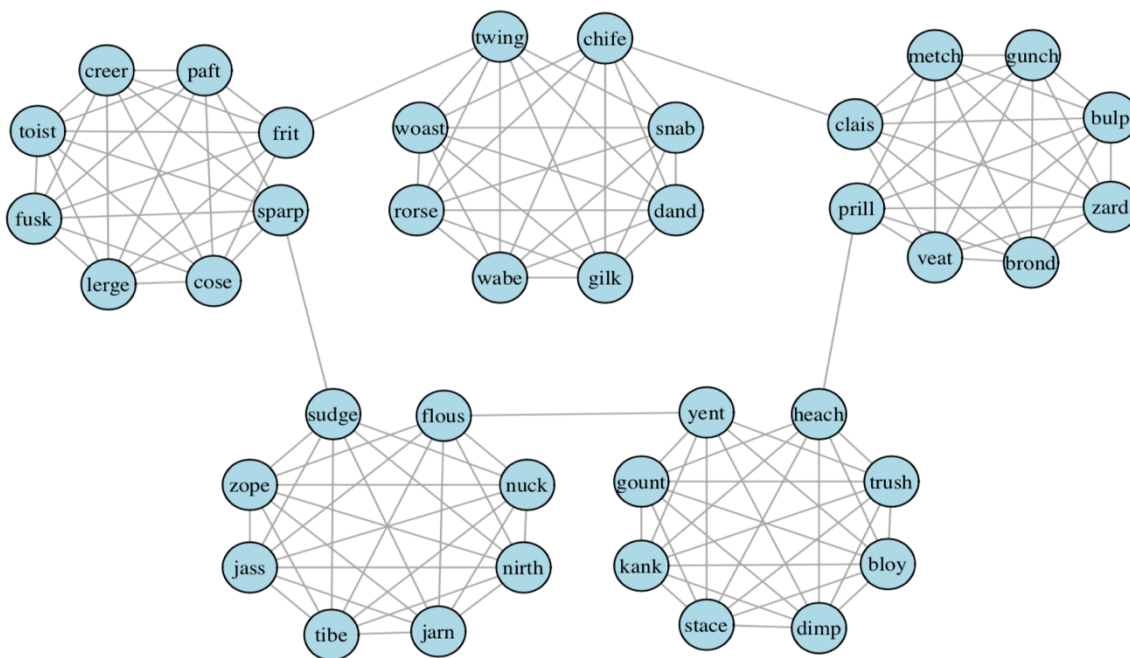 twing
chife
creer
paft
metch
gunch
toist
frit
woast
snab
clais
bulp
fusk
sparp
rorse
dand
prill
zard
lerge
cose
wabe
gilk
veat
brond
sudge
flous
yent
heach
zope
nuck
gount
trush
jass
nirth
kank
bloy
tibe
jarn
stace
dimp